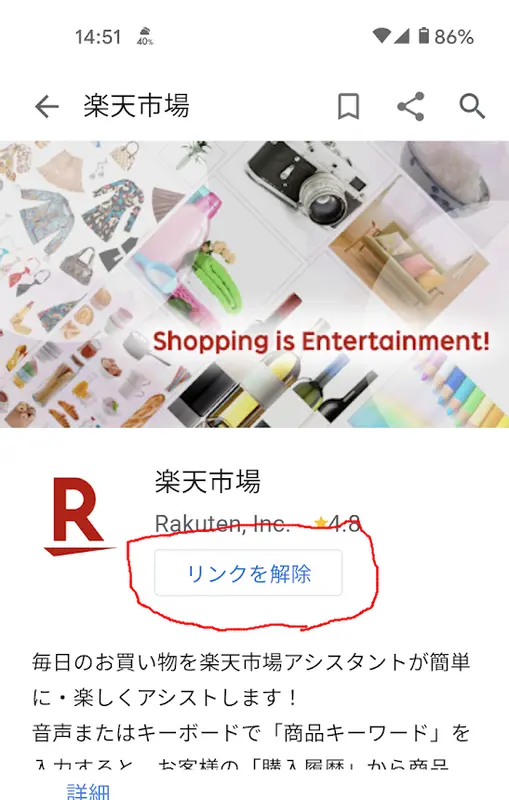 14:51 40% 86%
楽天市場
Shopping is Entertainment!
R
楽天市場
Rakuten, Inc. 4.8
リンクを解除
毎日のお買い物を楽天市場アシスタントが簡単
に・楽しくアシストします！
音声またはキーボードで「商品キーワード」を
入力すると、お客様の「購入履歴」から商品
詳細